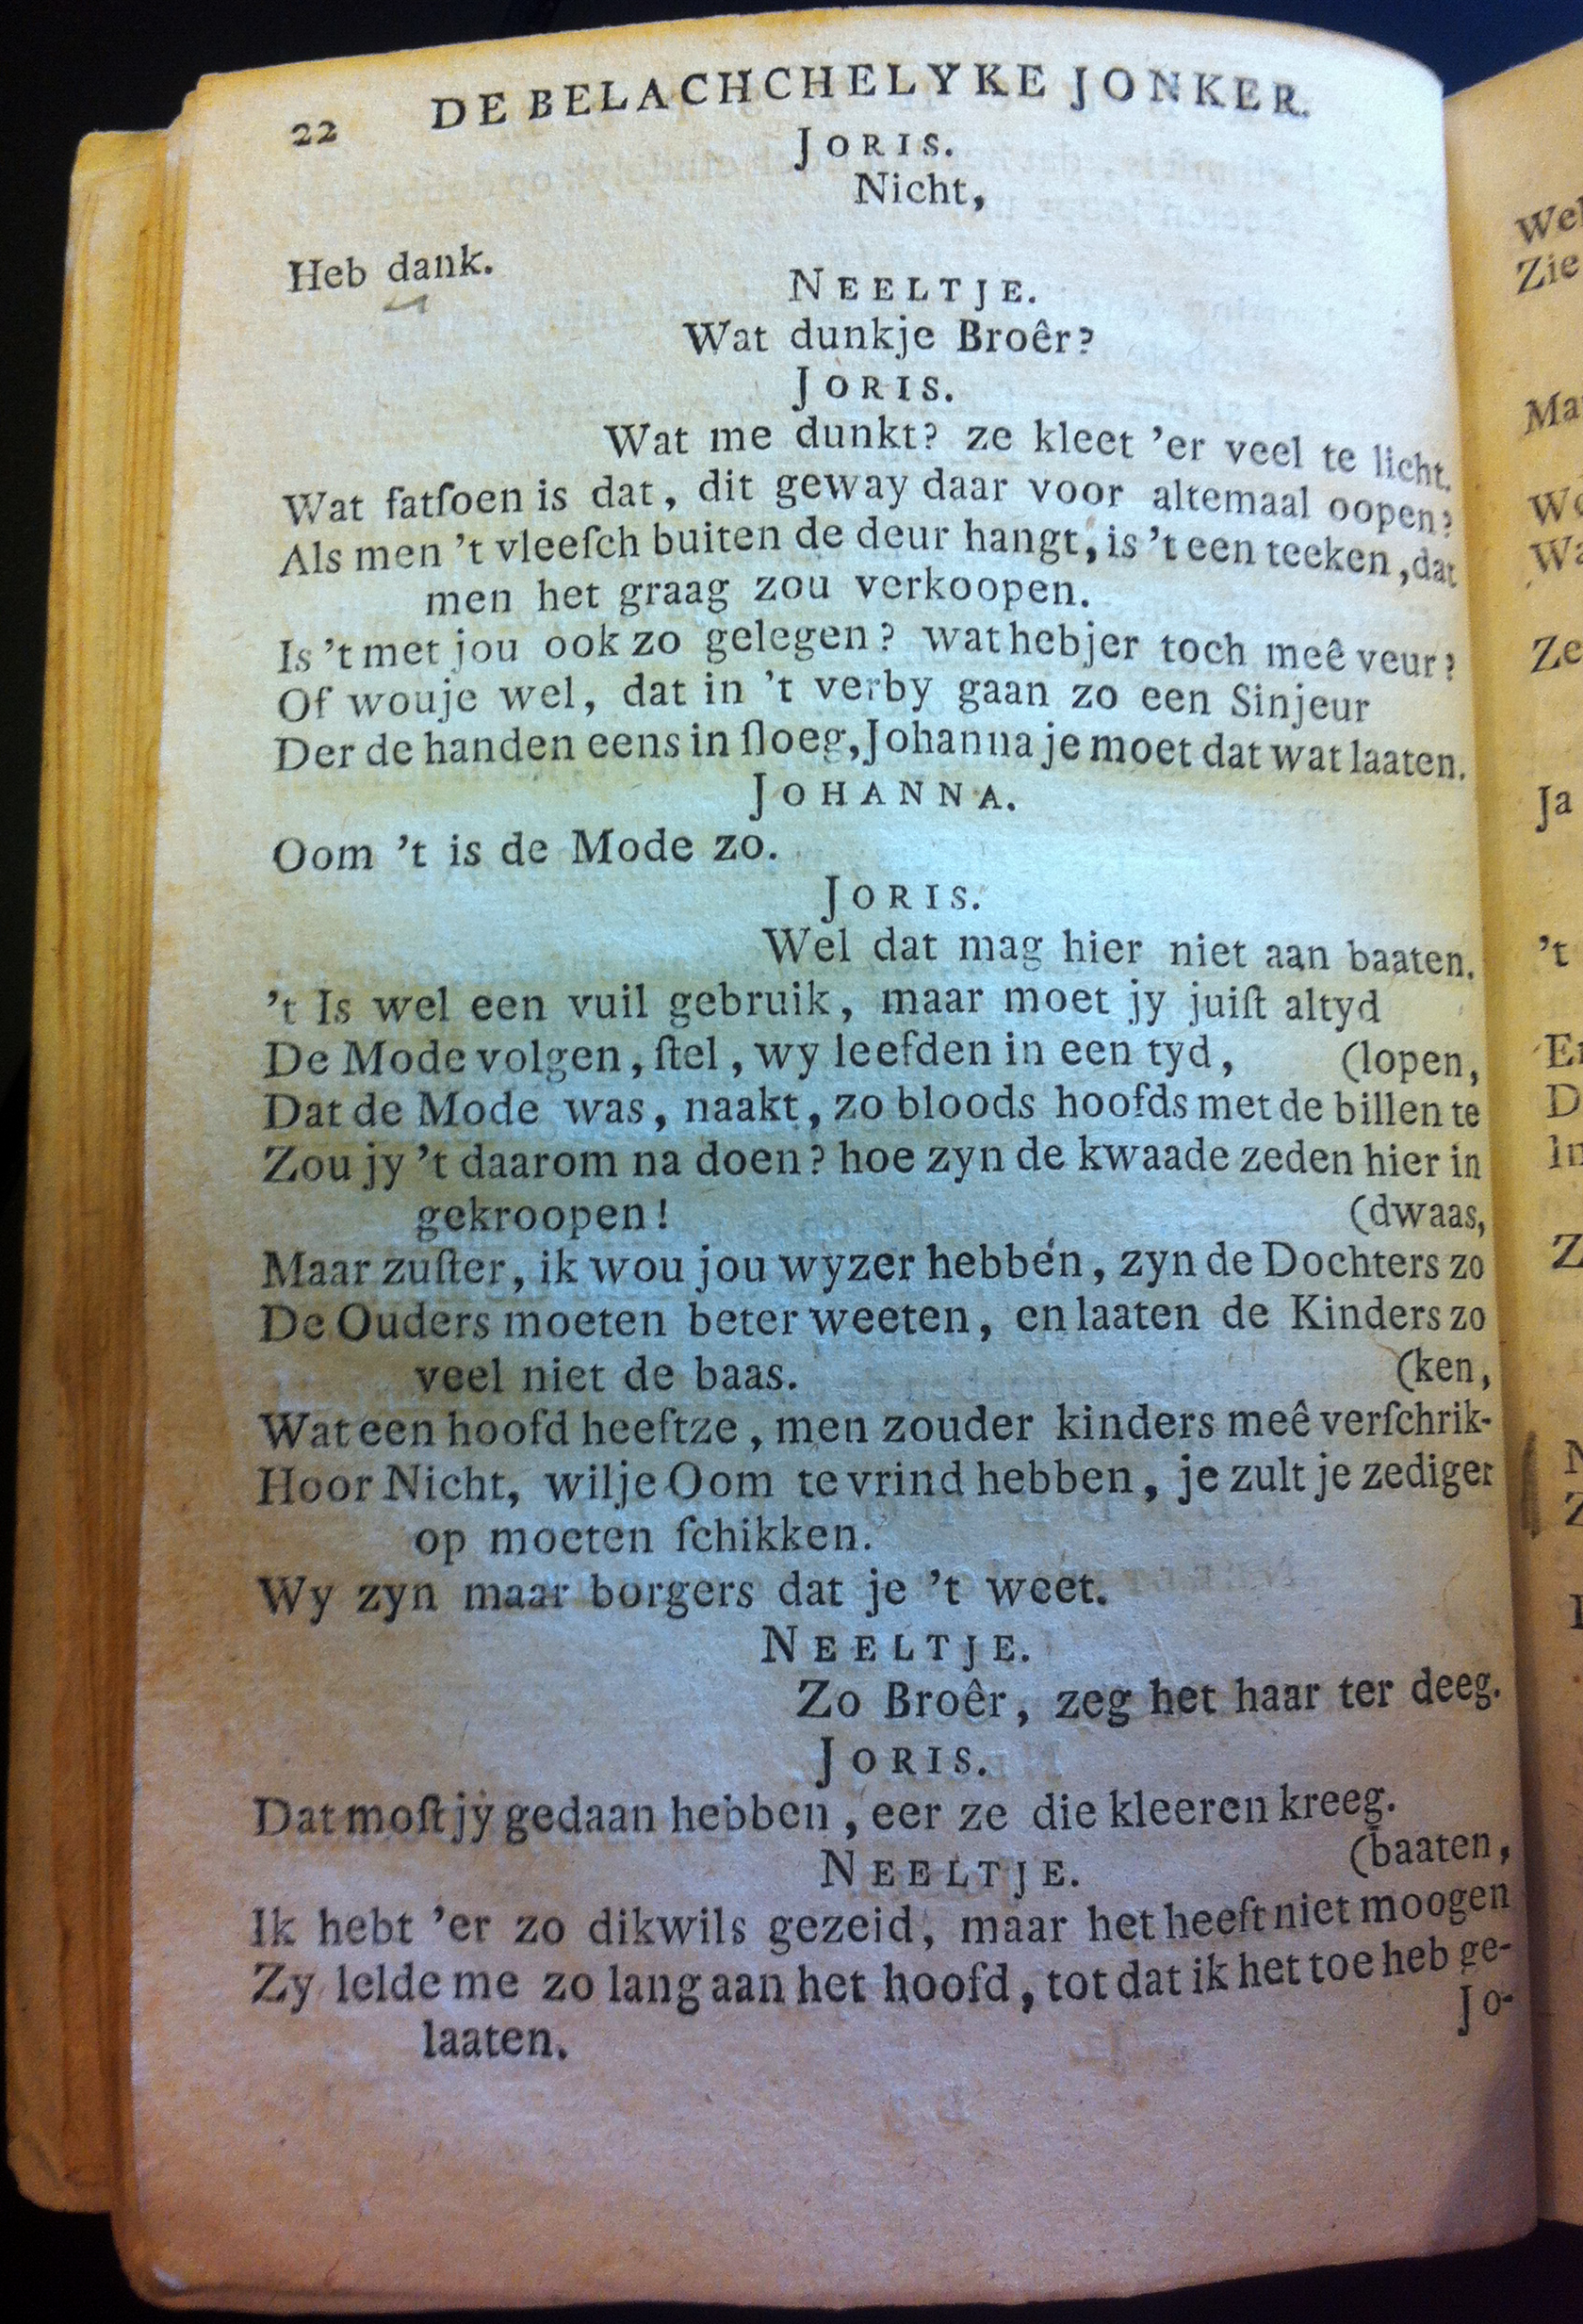 22 DE BELACHCHELYKE JONKER.
JORIS.
Nicht,
Heb dank.
NEELTJE.
Wat dunkje Broêr?
JORIS.
Wat me dunkt? ze kleet ’er veel te licht.
Wat fatſoen is dat, dit geway daar voor altemaal oopen?
Als men ’t vleeſch buiten de deur hangt, is ’t een teeken, dat
men het graag zou verkoopen.
Is ’t met jou ook zo gelegen? wat hebjer toch meê veur?
Of wouje wel, dat in ’t verby gaan zo een Sinjeur
Der de handen eens in ſloeg, Johanna je moet dat wat laaten.
JOHANNA.
Oom ’t is de Mode zo.
JORIS.
Wel dat mag hier niet aan baaten.
’t Is wel een vuil gebruik, maar moet jy juiſt altyd
De Mode volgen, ſtel, wy leefden in een tyd, (lopen,
Dat de Mode was, naakt, zo bloods hoofds met de billen te
Zou jy ’t daarom na doen? hoe zyn de kwaade zeden hier in
gekroopen! (dwaas,
Maar zuſter, ik wou jou wyzer hebben, zyn de Dochters zo
De Ouders moeten beter weeten, en laaten de Kinders zo
veel niet de baas. (ken,
Wat een hoofd heeftze, men zouder kinders meê verſchrik-
Hoor Nicht, wilje Oom te vrind hebben, je zult je zediger
op moeten ſchikken.
Wy zyn maar borgers dat je ’t weet.
NEELTJE.
Zo Broêr, zeg het haar ter deeg.
JORIS.
Dat moſt jy gedaan hebben, eer ze die kleeren kreeg.
NEELTJE. (baaten,
Ik hebt ’er zo dikwils gezeid, maar het heeft niet moogen
Zy lelde me zo lang aan het hoofd, tot dat ik het toe heb ge-
laaten. Jo-
Wel
Zie
Ma
Wo
Wa
Ze
Ja
’t
En
D
In
Z
N
Z